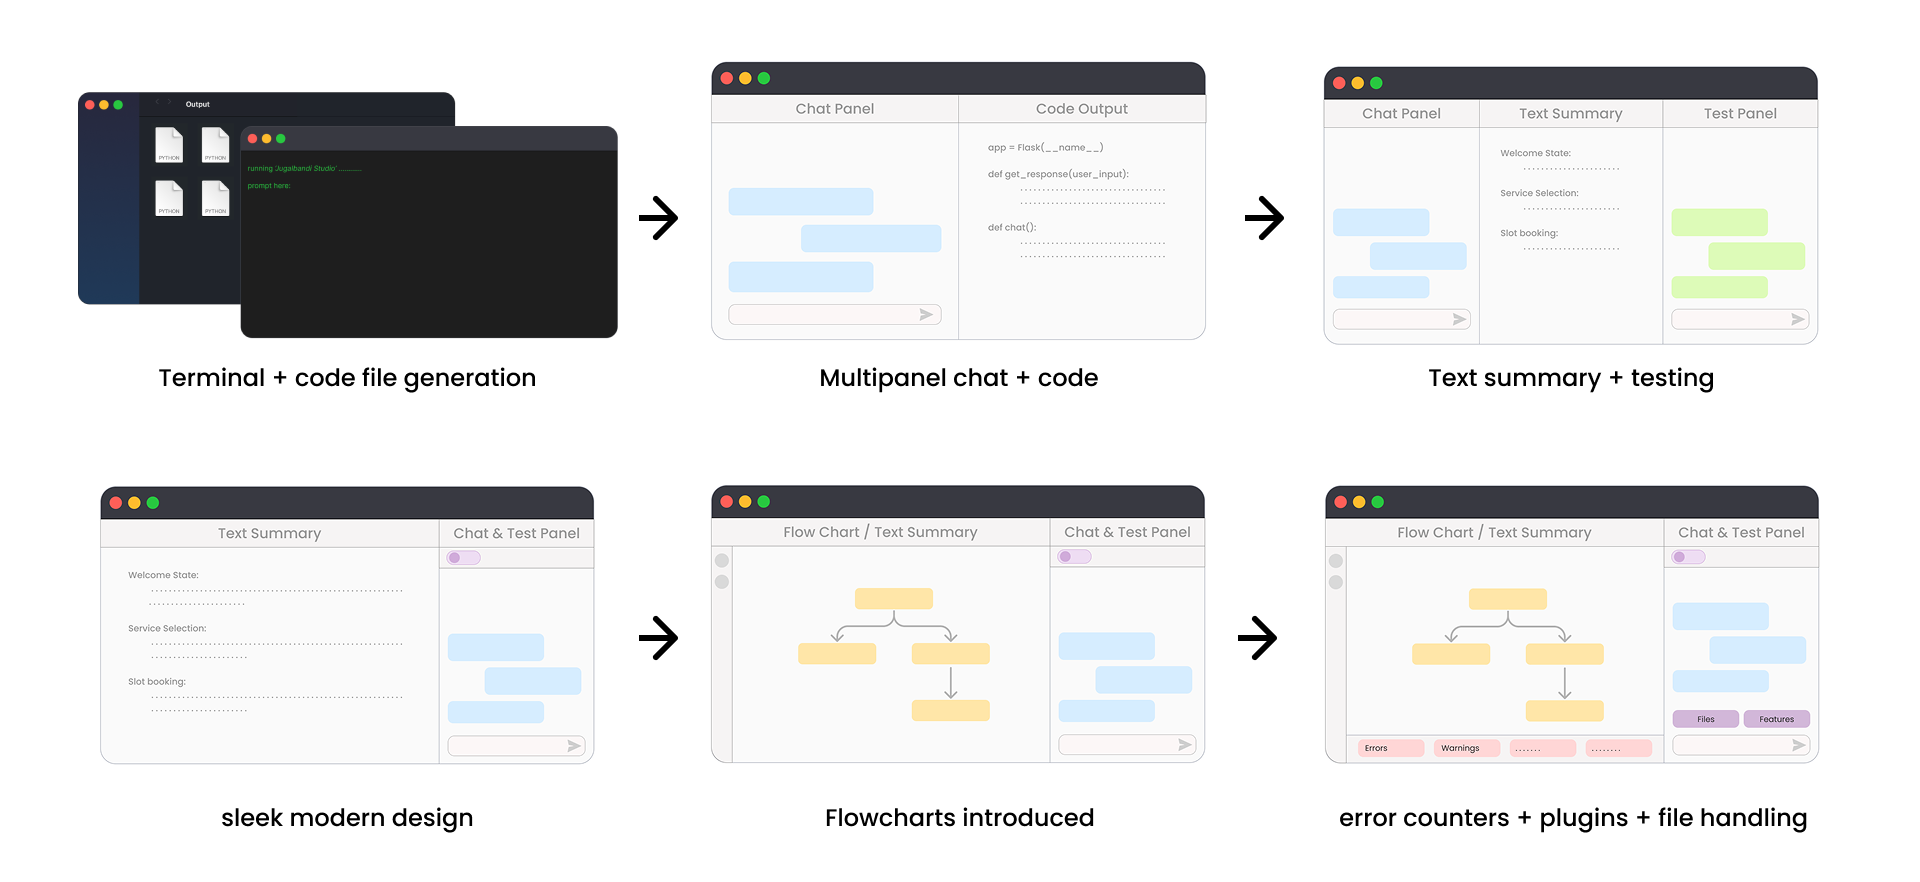 Output
PYTHON
PYTHON
PYTHON
PYTHON
running 'Jugalbandi Studio' ............
prompt here:
Terminal + code file generation
Chat Panel
Code Output
app = Flask(__name__)
def get_response(user_input):
def chat():
Multipanel chat + code
Chat Panel
Text Summary
Test Panel
Welcome State:
Service Selection:
Slot booking:
Text summary + testing
Text Summary
Chat & Test Panel
Welcome State:
Service Selection:
Slot booking:
sleek modern design
Flow Chart / Text Summary
Chat & Test Panel
Flowcharts introduced
Flow Chart / Text Summary
Chat & Test Panel
Files
Features
Errors
Warnings
.......
........
error counters + plugins + file handling